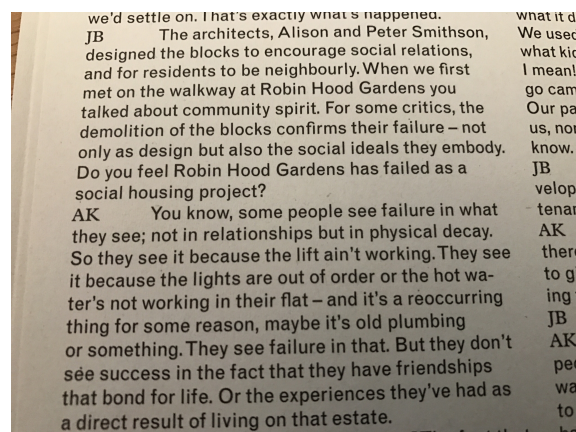 we'd settle on. That's exactly what's happened.
JB The architects, Alison and Peter Smithson,
designed the blocks to encourage social relations,
and for residents to be neighbourly. When we first
met on the walkway at Robin Hood Gardens you
talked about community spirit. For some critics, the
demolition of the blocks confirms their failure – not
only as design but also the social ideals they embody.
Do you feel Robin Hood Gardens has failed as a
social housing project?
AK You know, some people see failure in what
they see; not in relationships but in physical decay.
So they see it because the lift ain't working. They see
it because the lights are out of order or the hot wa-
ter's not working in their flat – and it's a reoccurring
thing for some reason, maybe it's old plumbing
or something. They see failure in that. But they don't
see success in the fact that they have friendships
that bond for life. Or the experiences they've had as
a direct result of living on that estate.
what it d
We used
what kic
I mean!
go cam
Our pa
us, nor
know.
JB
velop
tenar
AK
ther
to g
ing
JB
AK
pe
wa
to